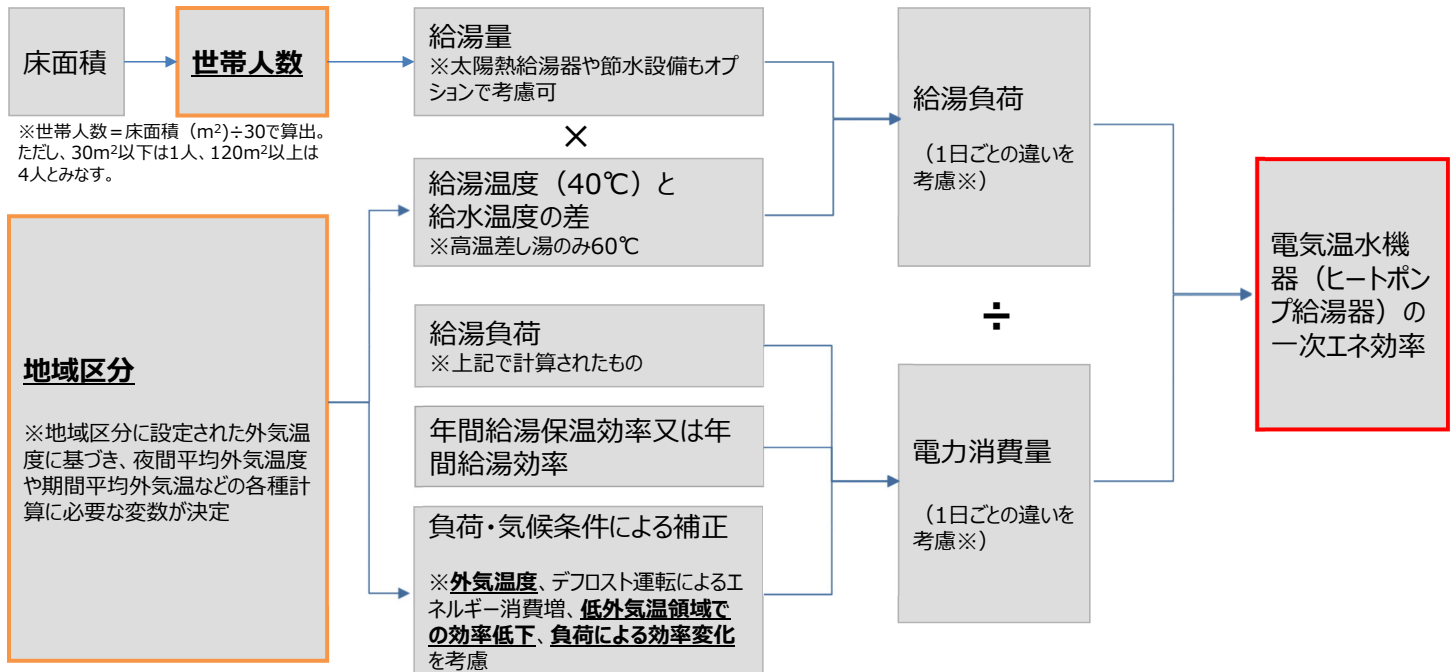 床面積
世帯人数
※世帯人数=床面積（m²)÷30で算出。
ただし、30m²以下は1人、120m²以上は
4人とみなす。
給湯量
※太陽熱給湯器や節水設備もオプ
ションで考慮可
×
給湯温度（40℃）と
給水温度の差
※高温差し湯のみ60℃
給湯負荷
（1日ごとの違いを
考慮※）
地域区分
※地域区分に設定された外気温
度に基づき、夜間平均外気温度
や期間平均外気温などの各種計
算に必要な変数が決定
給湯負荷
※上記で計算されたもの
年間給湯保温効率又は年
間給湯効率
負荷・気候条件による補正
※外気温度、デフロスト運転によるエ
ネルギー消費増、低外気温領域で
の効率低下、負荷による効率変化
を考慮
÷
電力消費量
（1日ごとの違いを
考慮※）
電気温水機
器（ヒートポン
プ給湯器）の
一次エネ効率